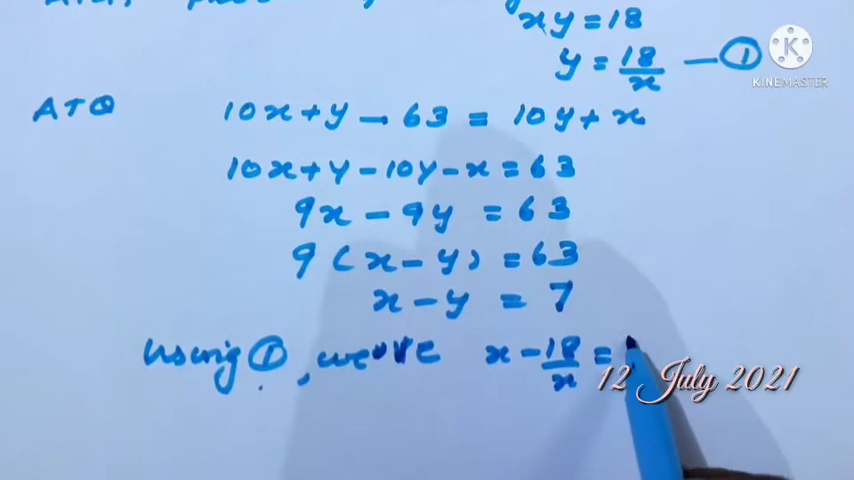 xy = 18
y = 18/x — ①
KINEMASTER
ATQ 10x + y - 63 = 10y + x
10x + y - 10y - x = 63
9x - 9y = 63
9(x - y) = 63
x - y = 7
using ①, we've x - 18/x =
12 July 2021